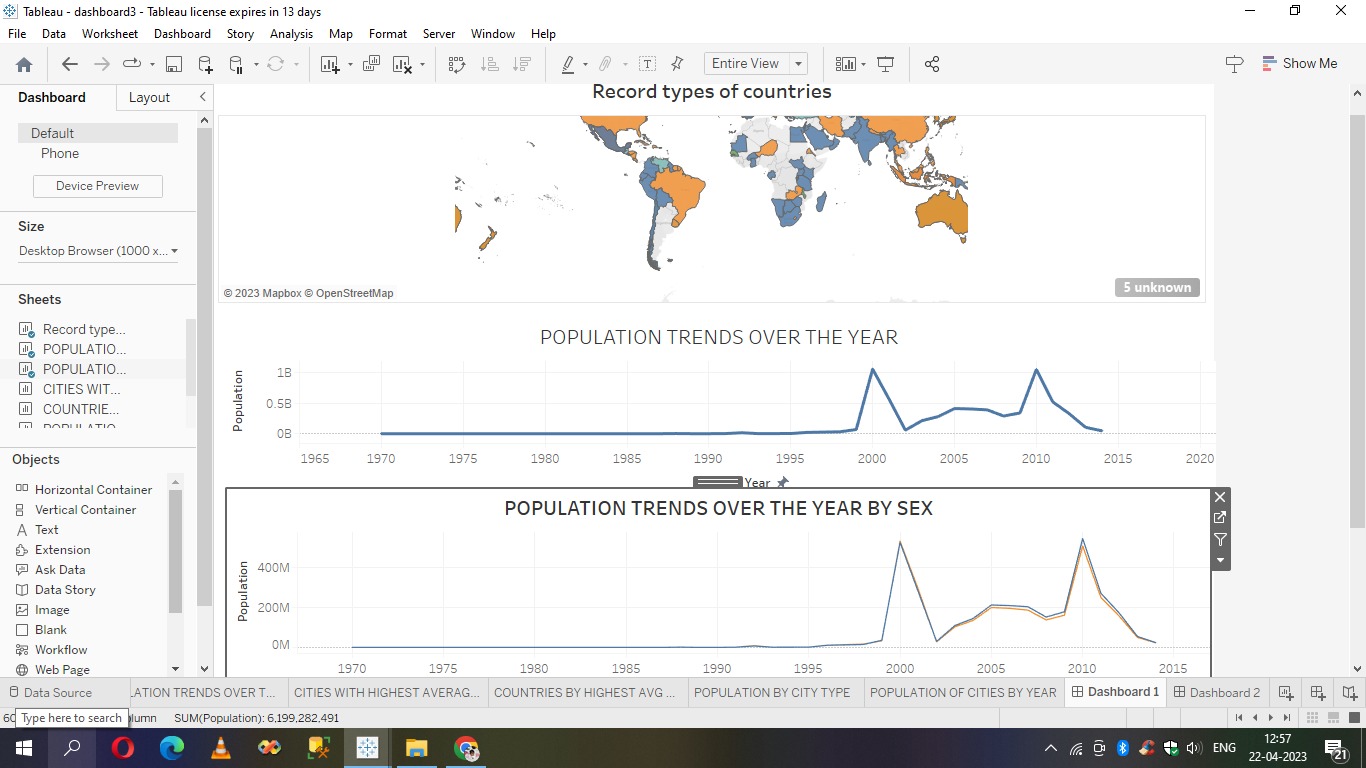 Tableau - dashboard3 - Tableau license expires in 13 days
File Data Worksheet Dashboard Story Analysis Map Format Server Window Help
Entire View
Show Me
Dashboard Layout
Default
Phone
Device Preview
Size
Desktop Browser (1000 x...
Sheets
Record type...
POPULATIO...
POPULATIO...
CITIES WIT...
COUNTRIE...
POPULATIO
Objects
Horizontal Container
Vertical Container
Text
Extension
Ask Data
Data Story
Image
Blank
Workflow
Web Page
Record types of countries
© 2023 Mapbox © OpenStreetMap
5 unknown
POPULATION TRENDS OVER THE YEAR
Population
1B
0.5B
0B
1965 1970 1975 1980 1985 1990 1995 2000 2005 2010 2015 2020
Year
POPULATION TRENDS OVER THE YEAR BY SEX
Population
400M
200M
0M
1970 1975 1980 1985 1990 1995 2000 2005 2010 2015
Data Source
LATION TRENDS OVER T...
CITIES WITH HIGHEST AVERAG...
COUNTRIES BY HIGHEST AVG ...
POPULATION BY CITY TYPE
POPULATION OF CITIES BY YEAR
Dashboard 1
Dashboard 2
Type here to search
SUM(Population): 6,199,282,491
ENG
12:57
22-04-2023
21